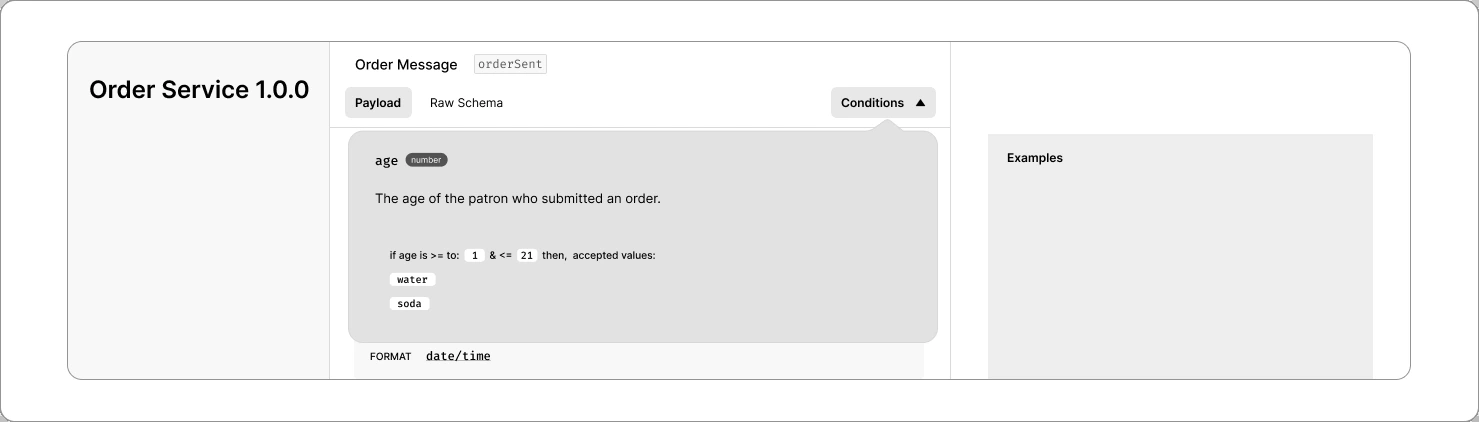 Order Service 1.0.0
Order Message orderSent
Payload Raw Schema Conditions ▲
age number
The age of the patron who submitted an order.
if age is >= to: 1 & <= 21 then, accepted values:
water
soda
FORMAT date/time
Examples